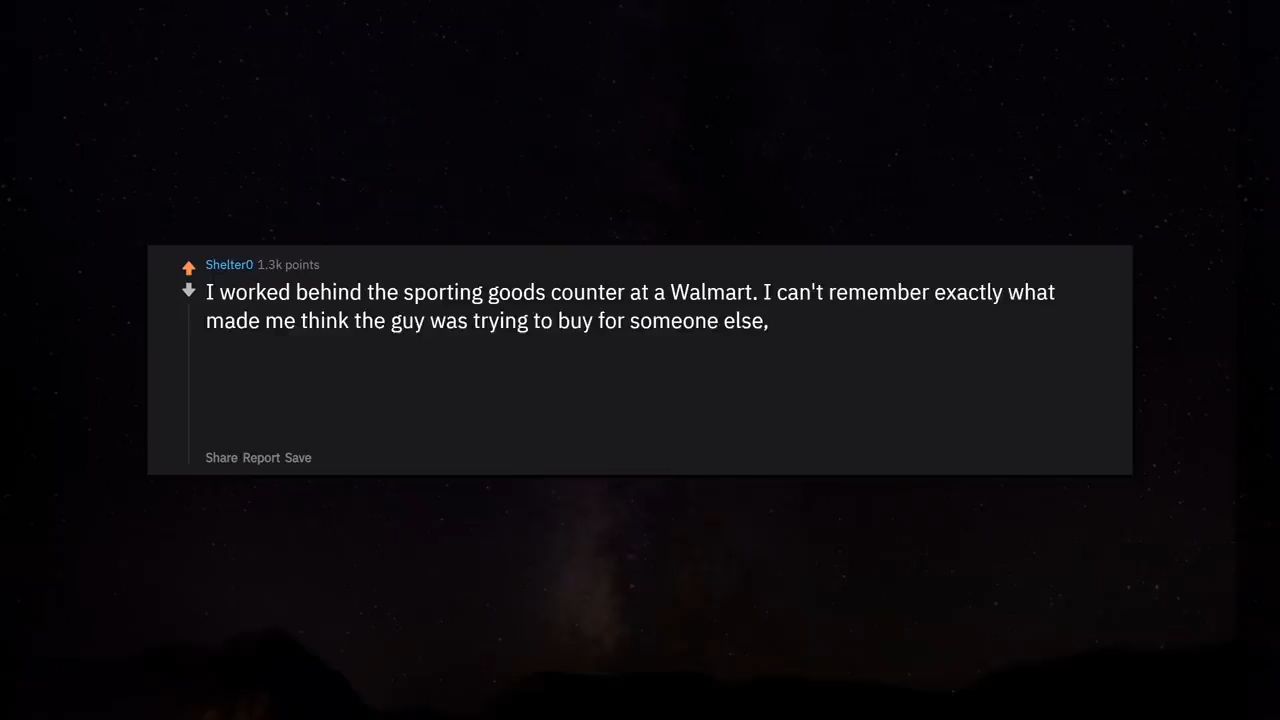 Shelter0 1.3k points
I worked behind the sporting goods counter at a Walmart. I can't remember exactly what
made me think the guy was trying to buy for someone else,
Share Report Save